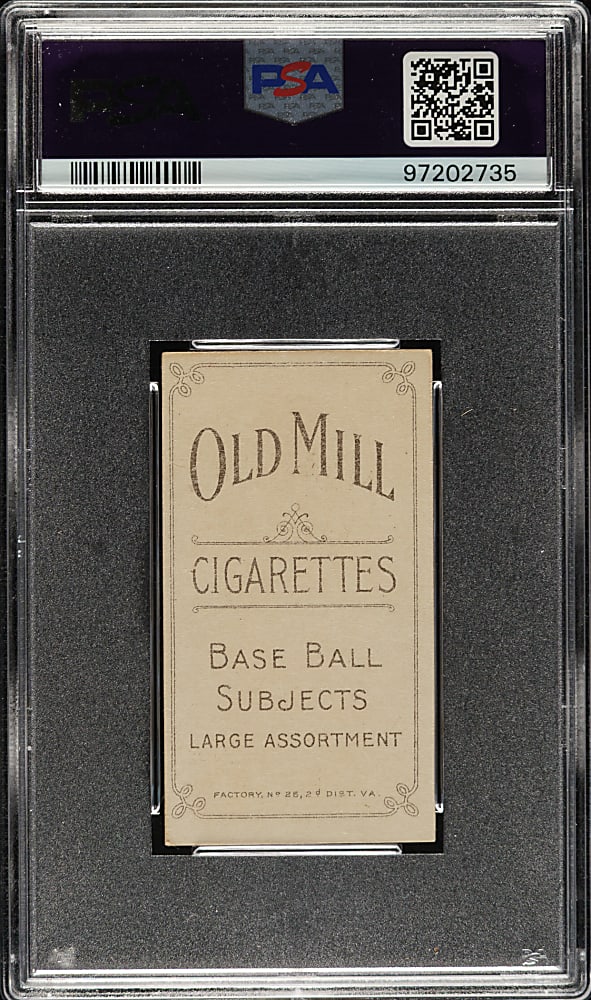 PSA
97202735
OLD MILL
CIGARETTES
BASE BALL
SUBJECTS
LARGE ASSORTMENT
FACTORY, Nº 25, 2d DIST. VA.